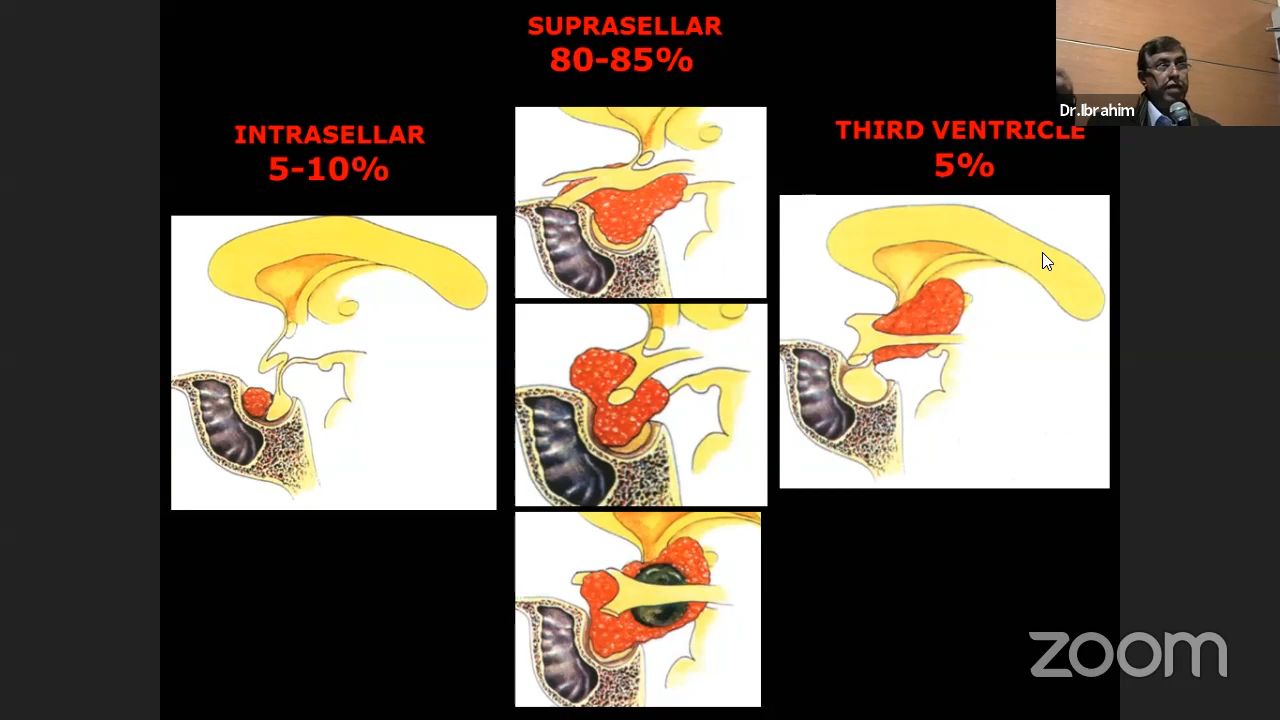 SUPRASELLAR
80-85%
INTRASELLAR
5-10%
THIRD VENTRICLE
5%
Dr.Ibrahim
zoom